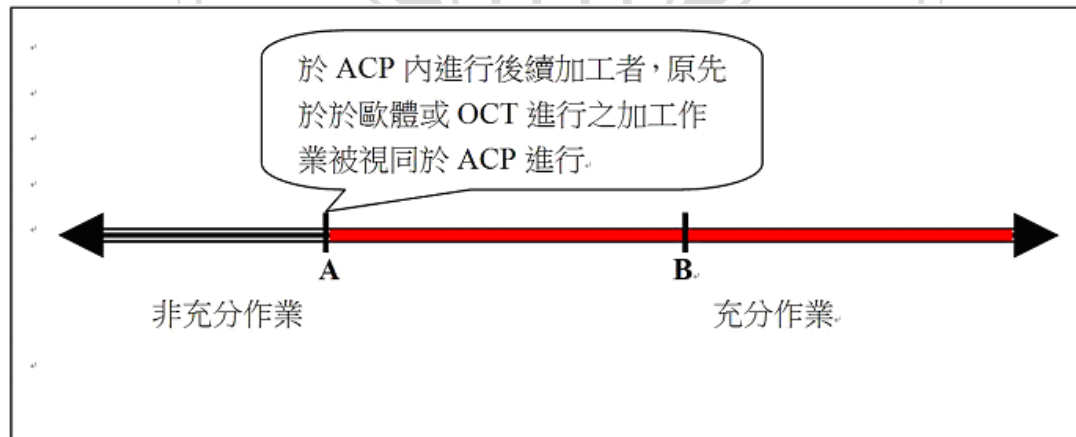 於 ACP 內進行後續加工者，原先
於於歐體或 OCT 進行之加工作
業被視同於 ACP 進行
A
B
非充分作業
充分作業